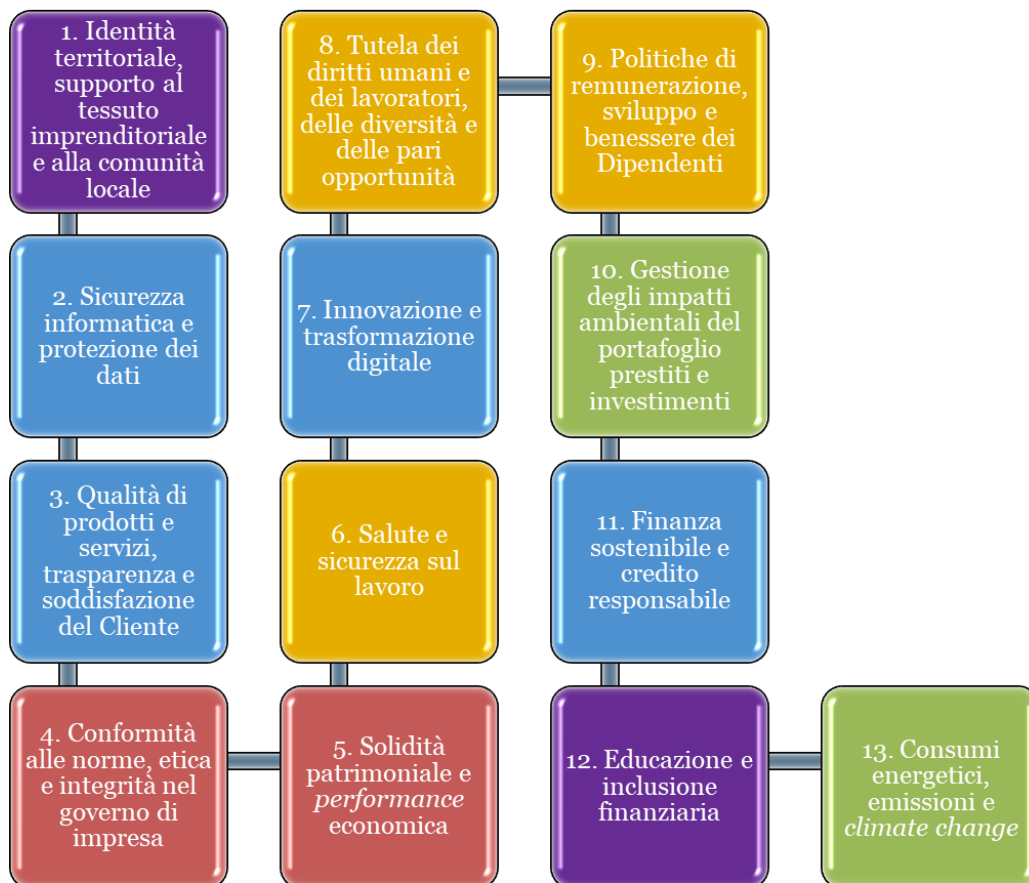 1. Identità
territoriale,
supporto al
tessuto
imprenditoriale
e alla comunità
locale
2. Sicurezza
informatica e
protezione dei
dati
3. Qualità di
prodotti e
servizi,
trasparenza e
soddisfazione
del Cliente
4. Conformità
alle norme, etica
e integrità nel
governo di
impresa
5. Solidità
patrimoniale e
performance
economica
6. Salute e
sicurezza sul
lavoro
7. Innovazione e
trasformazione
digitale
8. Tutela dei
diritti umani e
dei lavoratori,
delle diversità e
delle pari
opportunità
9. Politiche di
remunerazione,
sviluppo e
benessere dei
Dipendenti
10. Gestione
degli impatti
ambientali del
portafoglio
prestiti e
investimenti
11. Finanza
sostenibile e
credito
responsabile
12. Educazione e
inclusione
finanziaria
13. Consumi
energetici,
emissioni e
climate change